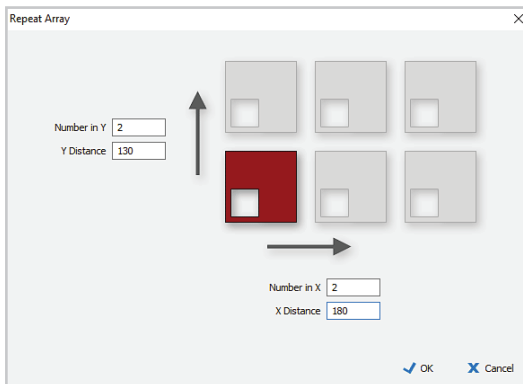 Repeat Array
Number in Y 2
Y Distance 130
Number in X 2
X Distance 180
OK Cancel